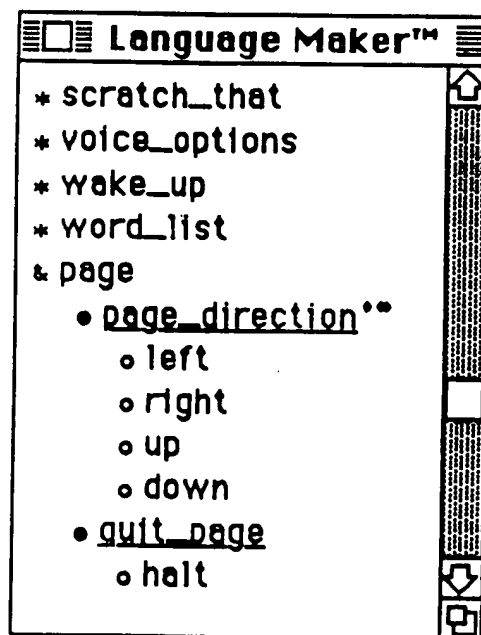 Language Maker™
* scratch_that
* voice_options
* wake_up
* word_list
& page
• page_direction'∞
○ left
○ right
○ up
○ down
• quit_page
○ halt